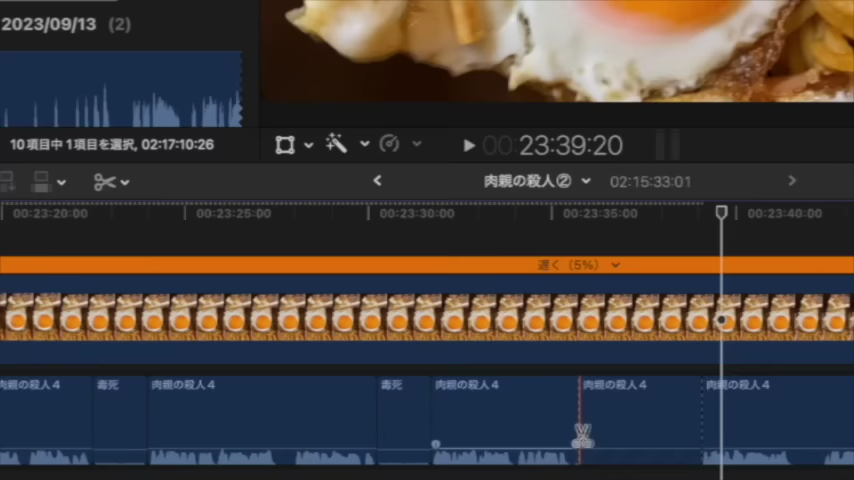 2023/09/13 (2)
10項目中 1項目を選択, 02:17:10:26
00:23:39:20
肉親の殺人② 02:15:33:01
00:23:20:00 00:23:25:00 00:23:30:00 00:23:35:00 00:23:40:00
遅く (5%)
肉親の殺人4 毒死 肉親の殺人4 毒死 肉親の殺人4 肉親の殺人4 肉親の殺人4